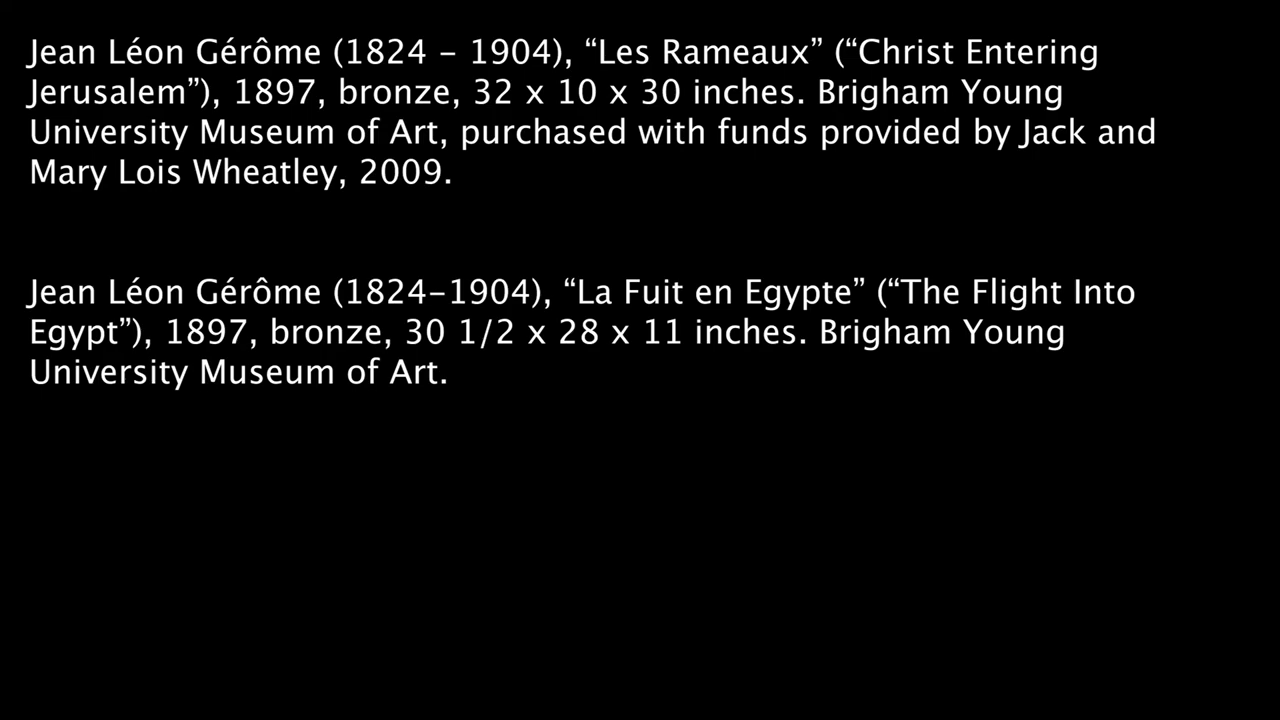 Jean Léon Gérôme (1824 – 1904), “Les Rameaux” (“Christ Entering
Jerusalem”), 1897, bronze, 32 x 10 x 30 inches. Brigham Young
University Museum of Art, purchased with funds provided by Jack and
Mary Lois Wheatley, 2009.
Jean Léon Gérôme (1824–1904), “La Fuit en Egypte” (“The Flight Into
Egypt”), 1897, bronze, 30 1/2 x 28 x 11 inches. Brigham Young
University Museum of Art.